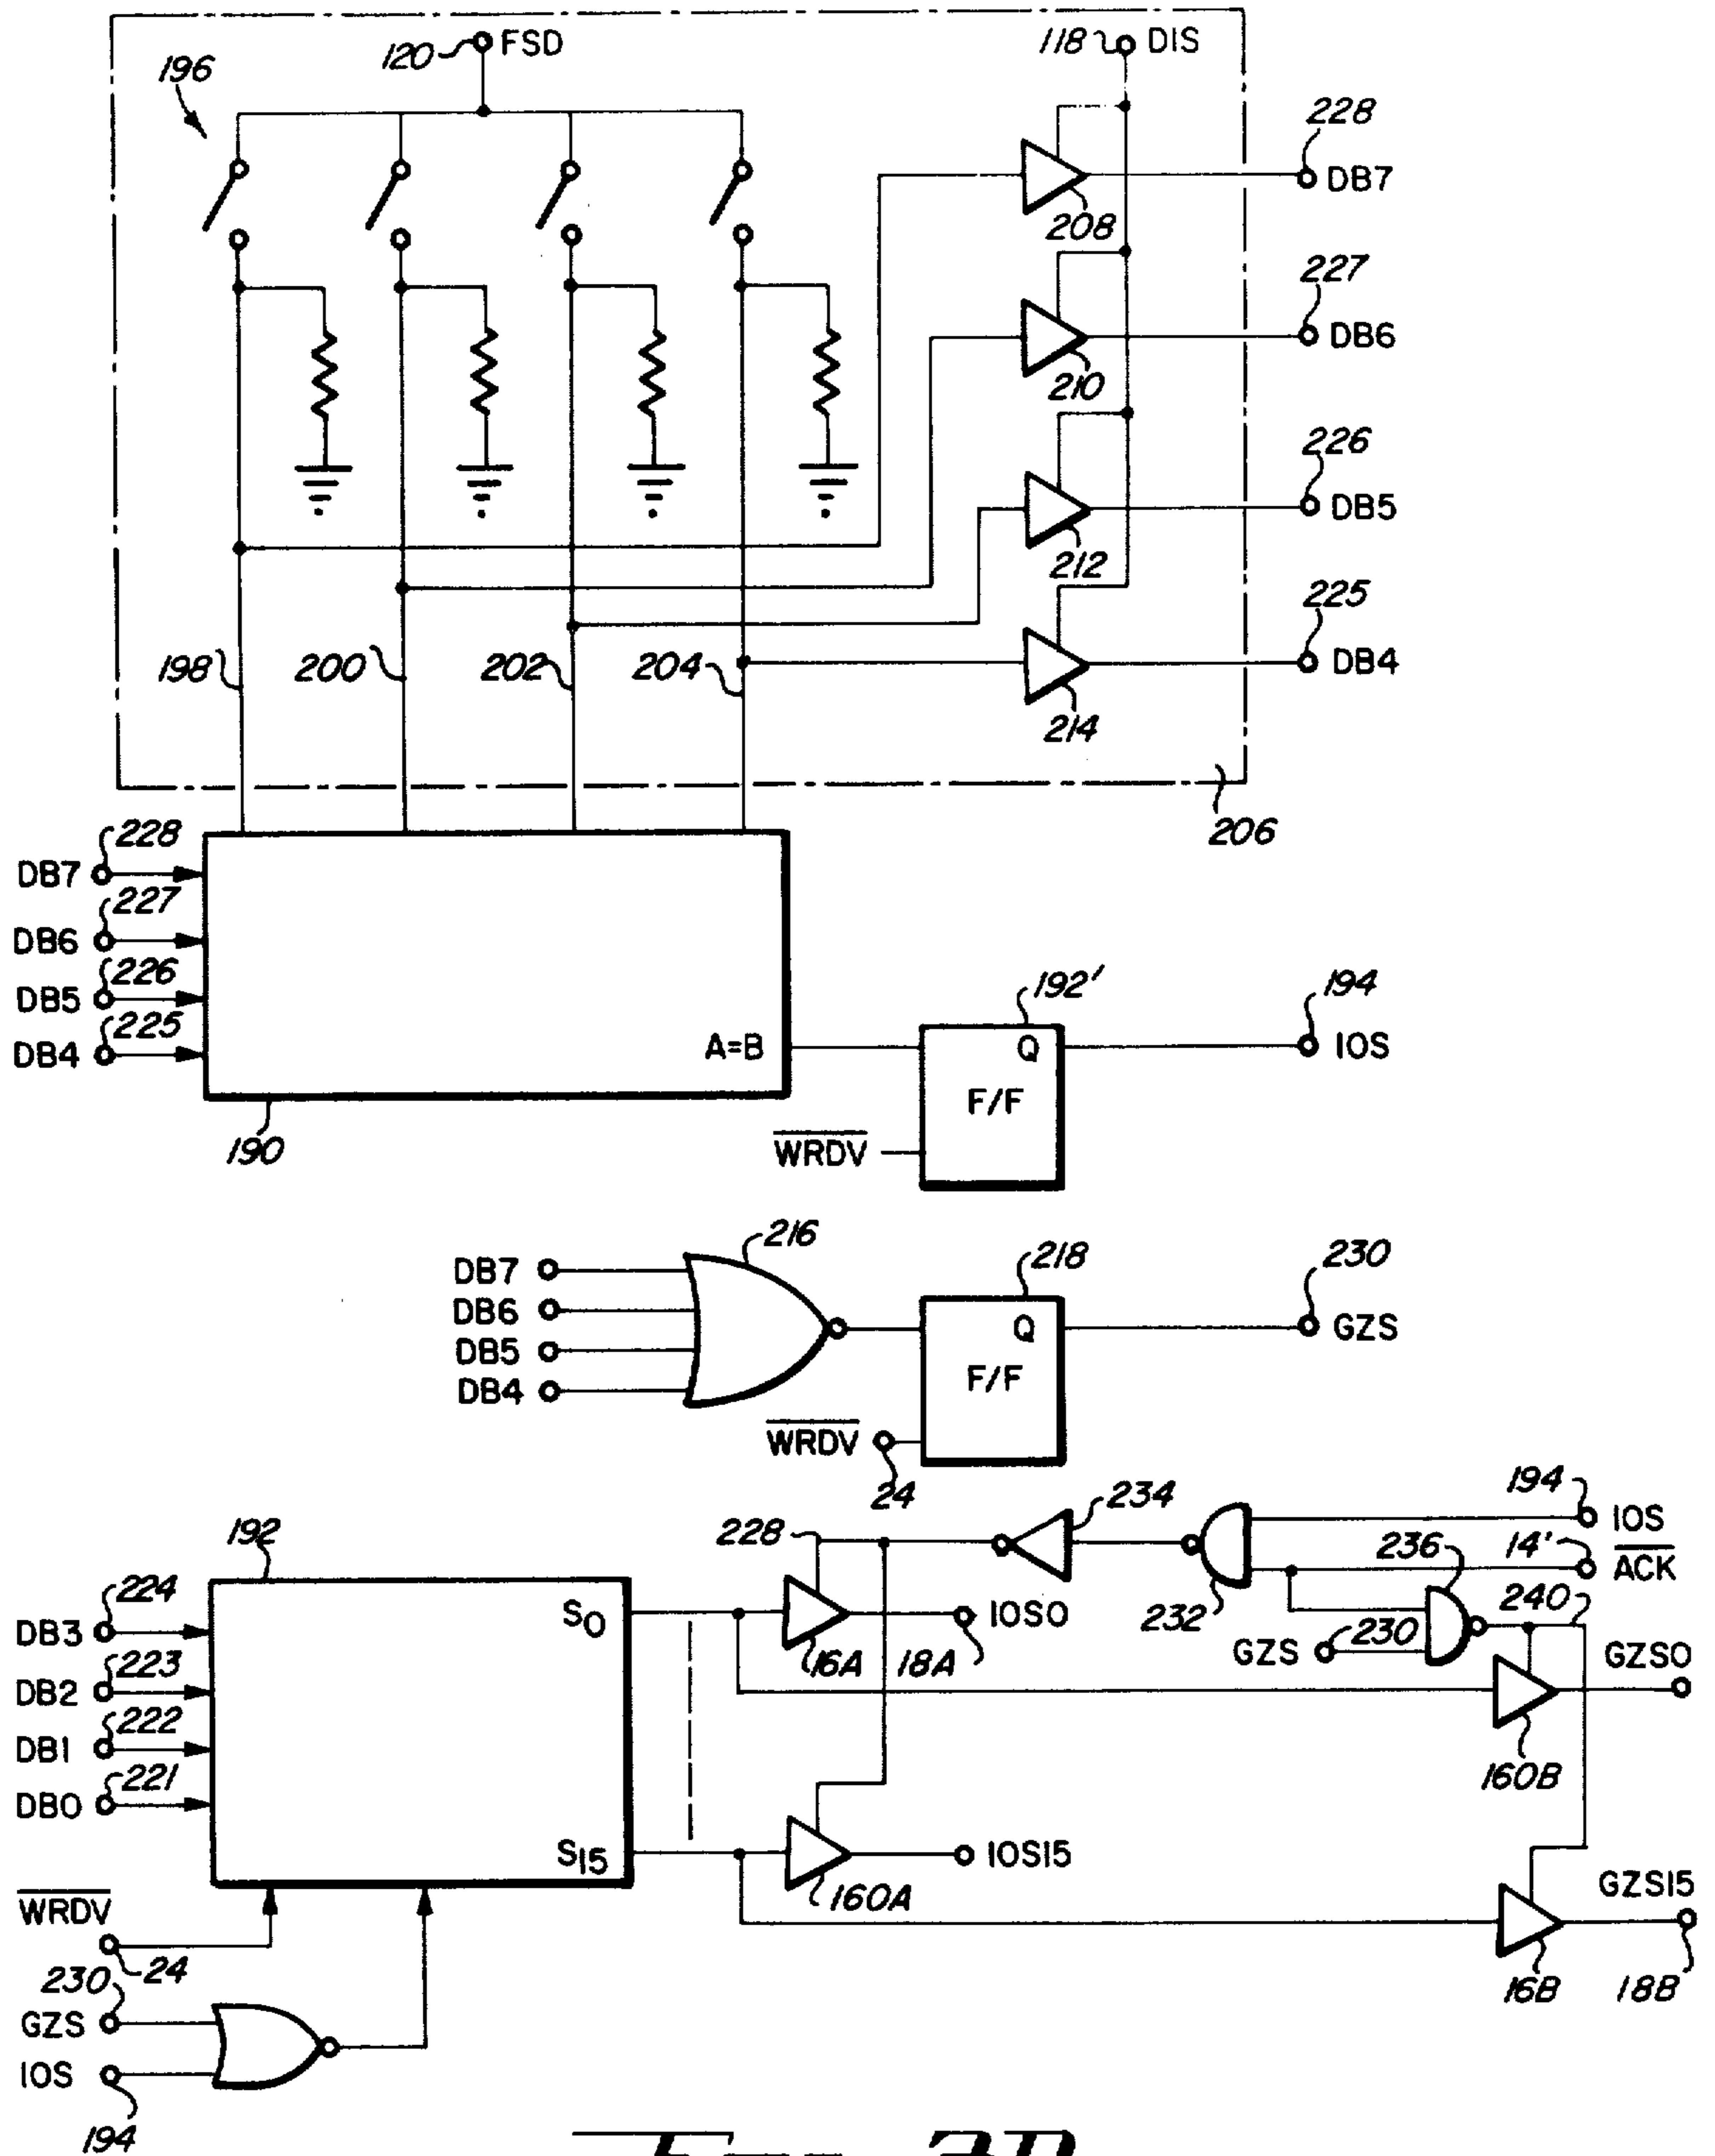 120 FSD 118 DIS
196
228
DB7
208
227
DB6
210
226
DB5
212
225
DB4
198 200 202 204
214
206
228
DB7
227
DB6
226
DB5
225
DB4
A=B
190
192'
Q
F/F
WRDV
194
IOS
216
DB7
DB6
DB5
DB4
218
Q
F/F
WRDV
24
230
GZS
192
224
DB3
223
DB2
222
DB1
221
DB0
S0
S15
WRDV
24
230
GZS
IOS
194
228
234
194
IOS
14'
ACK
232
236
240
GZS 230
16A
18A
IOS0
GZS0
160B
160A
IOS15
GZS15
16B
18B